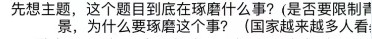 先想主题，这个题目到底在琢磨什么事？(是否要限制青
景，为什么要琢磨这个事？（国家越来越多人看